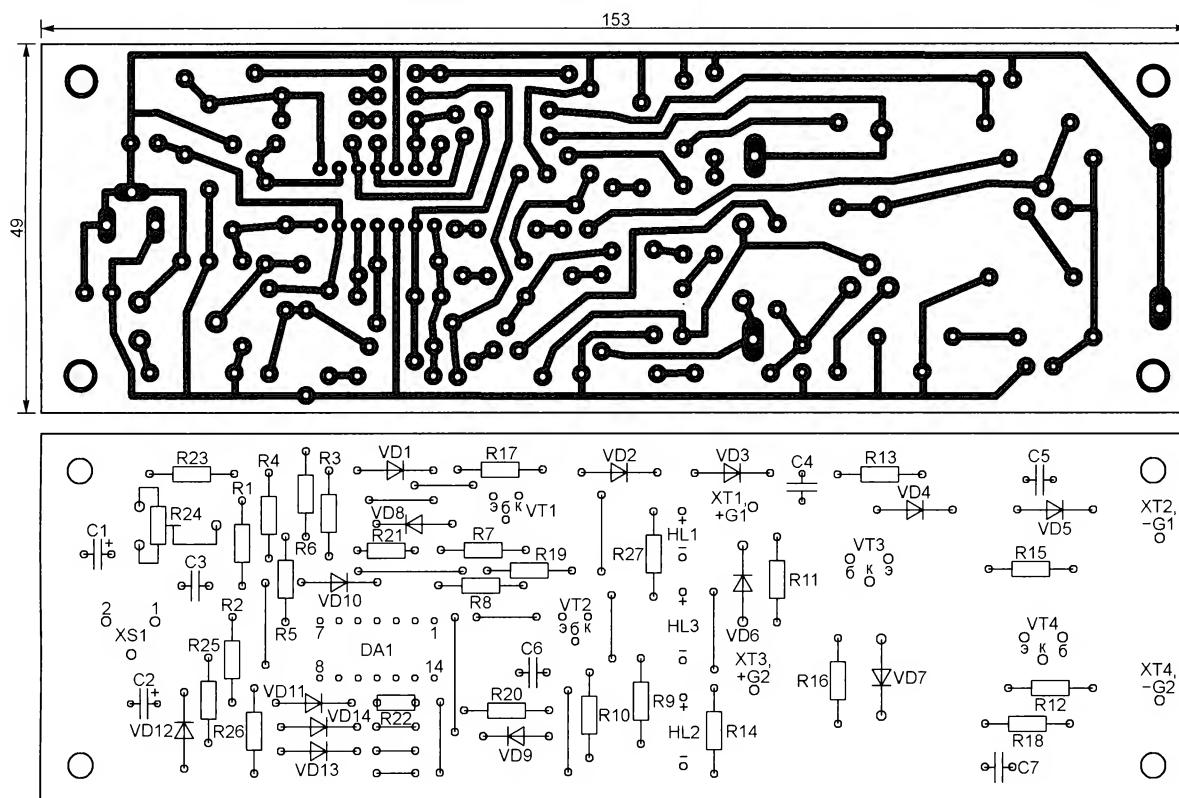 153
49
R23
R4
R3
VD1
R17
VD2
VD3
C4
R13
C5
R1
R24
XT1,
+G1
VD4
VD5
XT2,
-G1
э б к VT1
VD8
C1 +
R6
R21
R7
R27
HL1
+
-
R11
VT3
б к э
R15
C3
R19
VD10
R8
R5
R2
2 1
XS1
7 1
DA1
8 14
VT2
э б к
+
HL3
-
VD6
XT3,
+G2
VT4
э к б
R25
C6
R16
VD7
XT4,
-G2
C2 +
VD11
R22
R20
R10
R9
+
HL2
-
R14
R12
VD12
R26
VD14
VD13
VD9
R18
C7